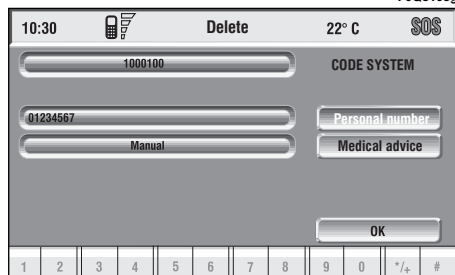 10:30 Delete 22° C SOS
1000100 CODE SYSTEM
01234567 Personal number
Manual Medical advice
OK
1 2 3 4 5 6 7 8 9 0 */+ #